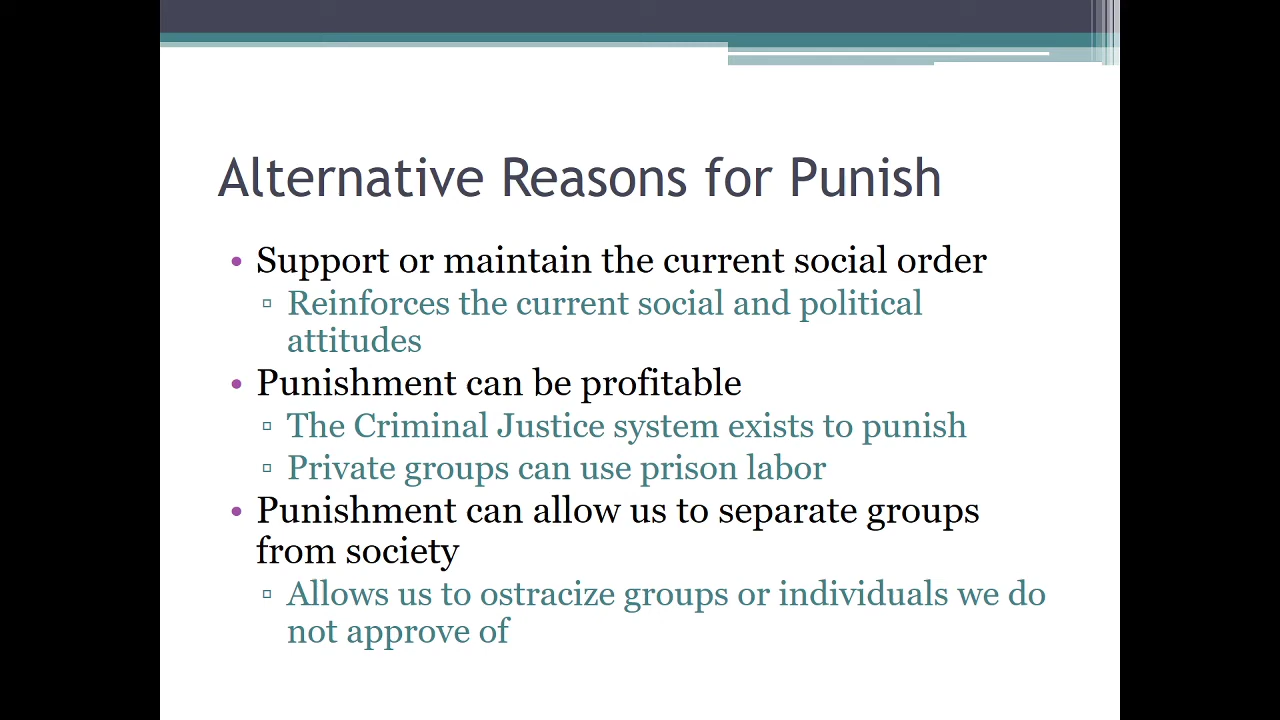 Alternative Reasons for Punish
• Support or maintain the current social order
▫ Reinforces the current social and political
attitudes
• Punishment can be profitable
▫ The Criminal Justice system exists to punish
▫ Private groups can use prison labor
• Punishment can allow us to separate groups
from society
▫ Allows us to ostracize groups or individuals we do
not approve of